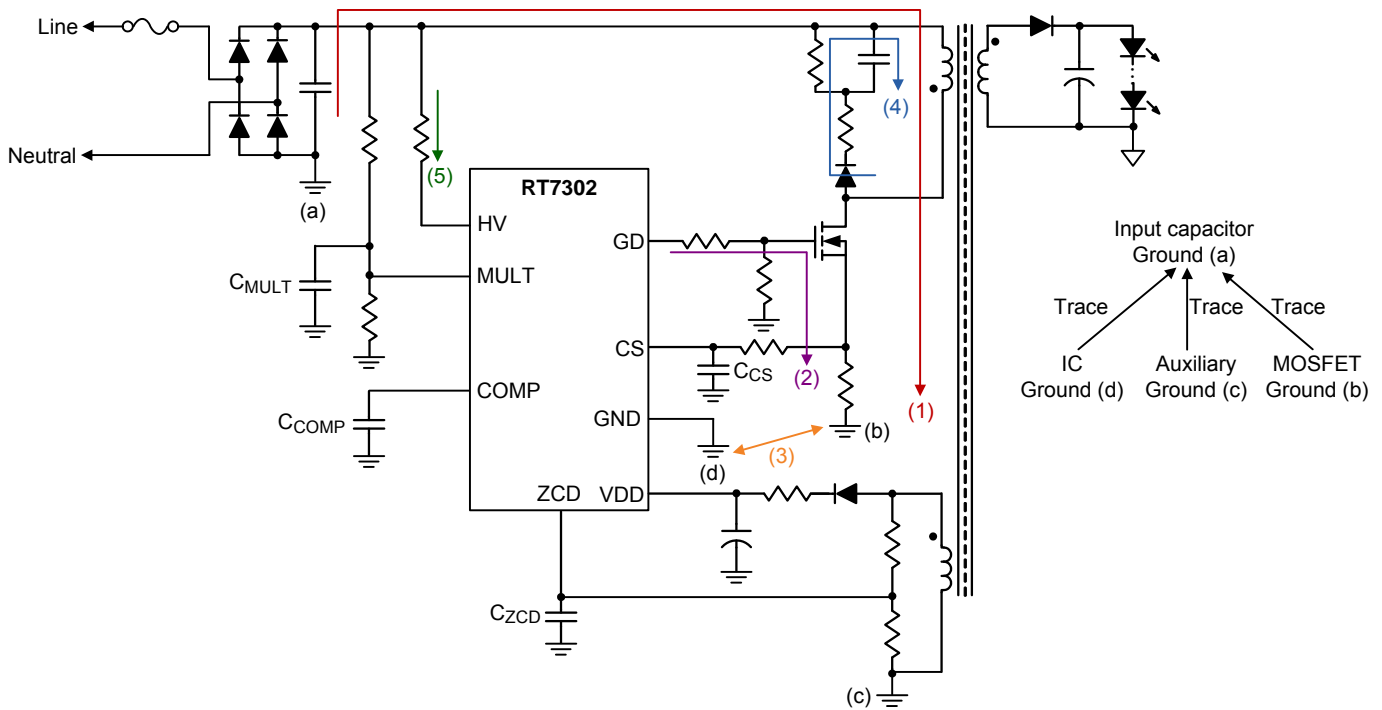 Line
Neutral
(a)
(5)
(4)
(1)
RT7302
HV
GD
MULT
CMULT
CS
CCS
(2)
COMP
CCOMP
GND
(d)
(3)
(b)
ZCD
VDD
CZCD
(c)
Input capacitor
Ground (a)
Trace
Trace
Trace
IC
Ground (d)
Auxiliary
Ground (c)
MOSFET
Ground (b)